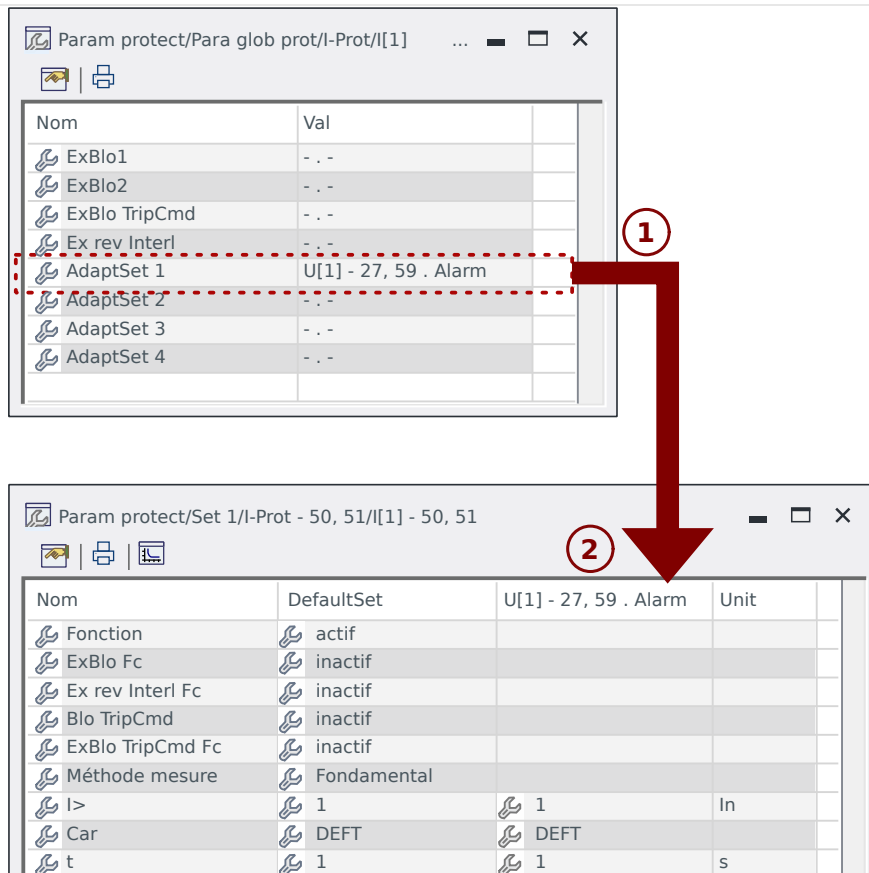 Param protect/Para glob prot/I-Prot/I[1] ...
Nom Val
ExBlo1 - . -
ExBlo2 - . -
ExBlo TripCmd - . -
Ex rev Interl - . -
AdaptSet 1 U[1] - 27, 59 . Alarm
AdaptSet 2 - . -
AdaptSet 3 - . -
AdaptSet 4 - . -
1
Param protect/Set 1/I-Prot - 50, 51/I[1] - 50, 51
2
Nom DefaultSet U[1] - 27, 59 . Alarm Unit
Fonction actif
ExBlo Fc inactif
Ex rev Interl Fc inactif
Blo TripCmd inactif
ExBlo TripCmd Fc inactif
Méthode mesure Fondamental
I> 1 1 In
Car DEFT DEFT
t 1 1 s